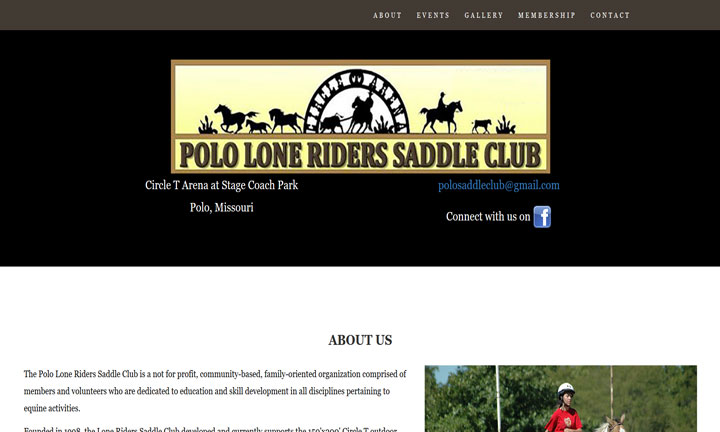 ABOUT EVENTS GALLERY MEMBERSHIP CONTACT
CIRCLE T ARENA
POLO LONE RIDERS SADDLE CLUB
Circle T Arena at Stage Coach Park
Polo, Missouri
polosaddleclub@gmail.com
Connect with us on f
ABOUT US
The Polo Lone Riders Saddle Club is a not for profit, community-based, family-oriented organization comprised of
members and volunteers who are dedicated to education and skill development in all disciplines pertaining to
equine activities.
Founded in 1998, the Lone Riders Saddle Club developed and currently supports the 150'x300' Circle T outdoor